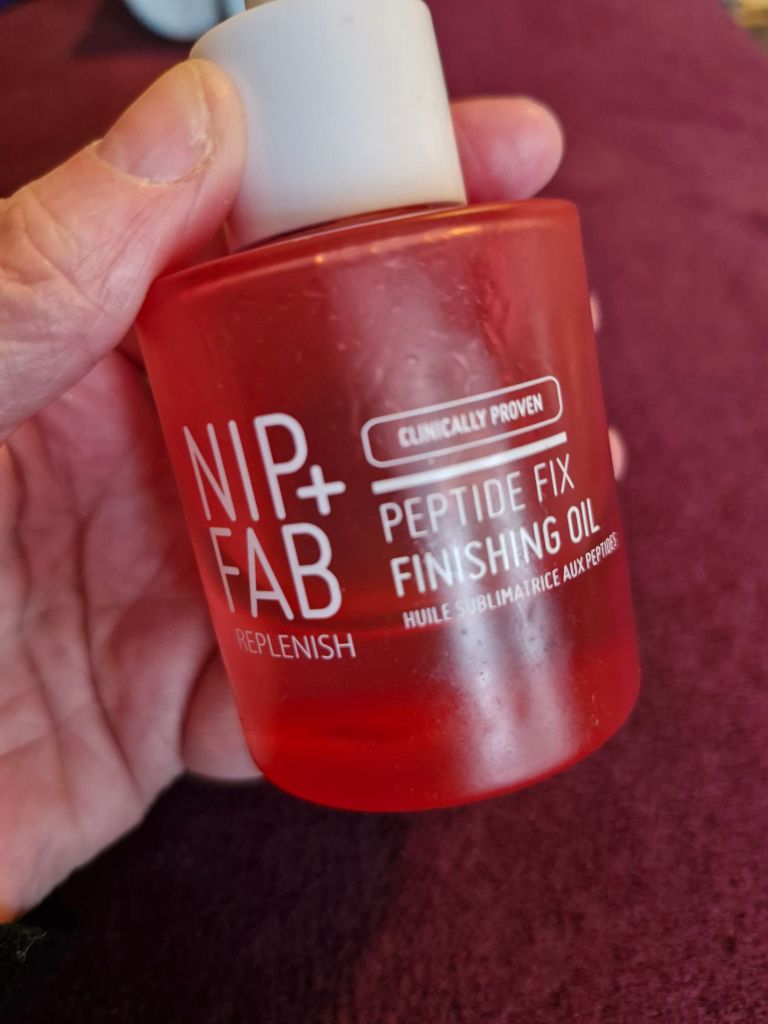 NIP+
FAB
REPLENISH
CLINICALLY PROVEN
PEPTIDE FIX
FINISHING OIL
HUILE SUBLIMATRICE AUX PEPTIDES